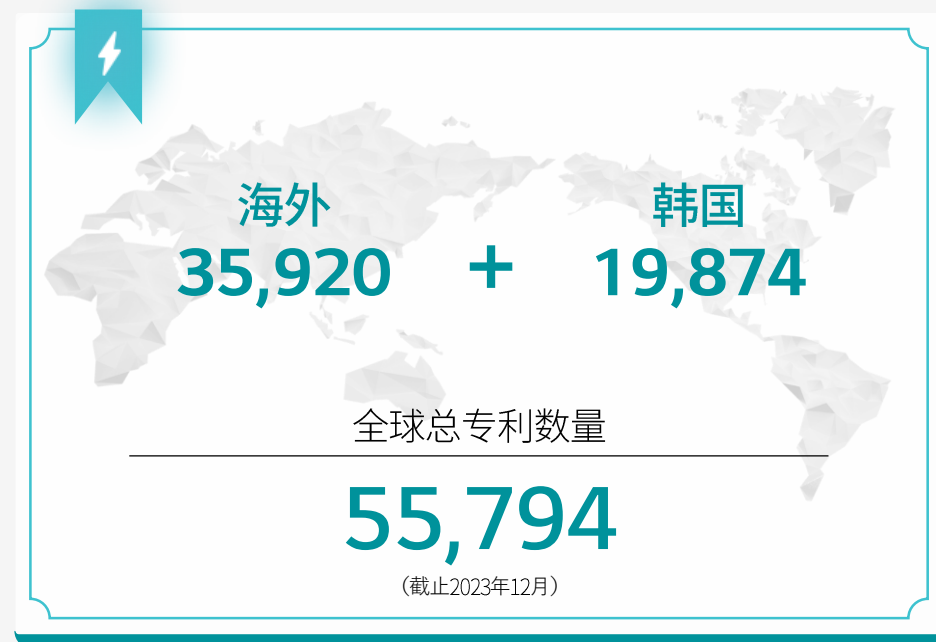 海外 韩国
35,920 + 19,874
全球总专利数量
55,794
（截止2023年12月）